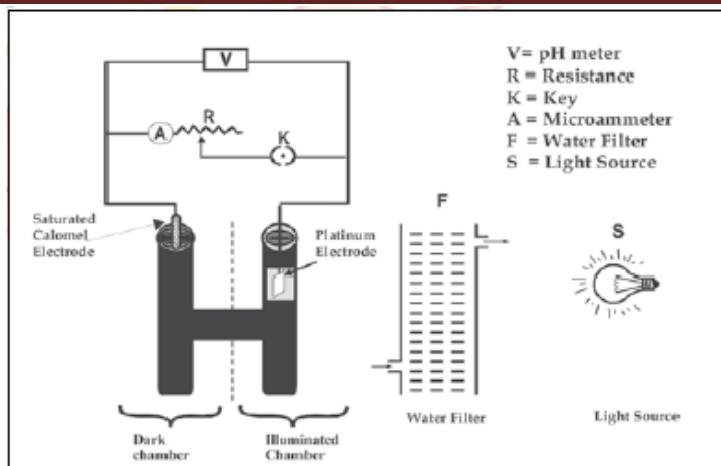 V
V= pH meter
R = Resistance
K = Key
A = Microammeter
F = Water Filter
S = Light Source
R
A
K
F
S
Saturated
Calomel
Electrode
Platinum
Electrode
Water Filter
Light Source
Dark
chamber
Illuminated
Chamber